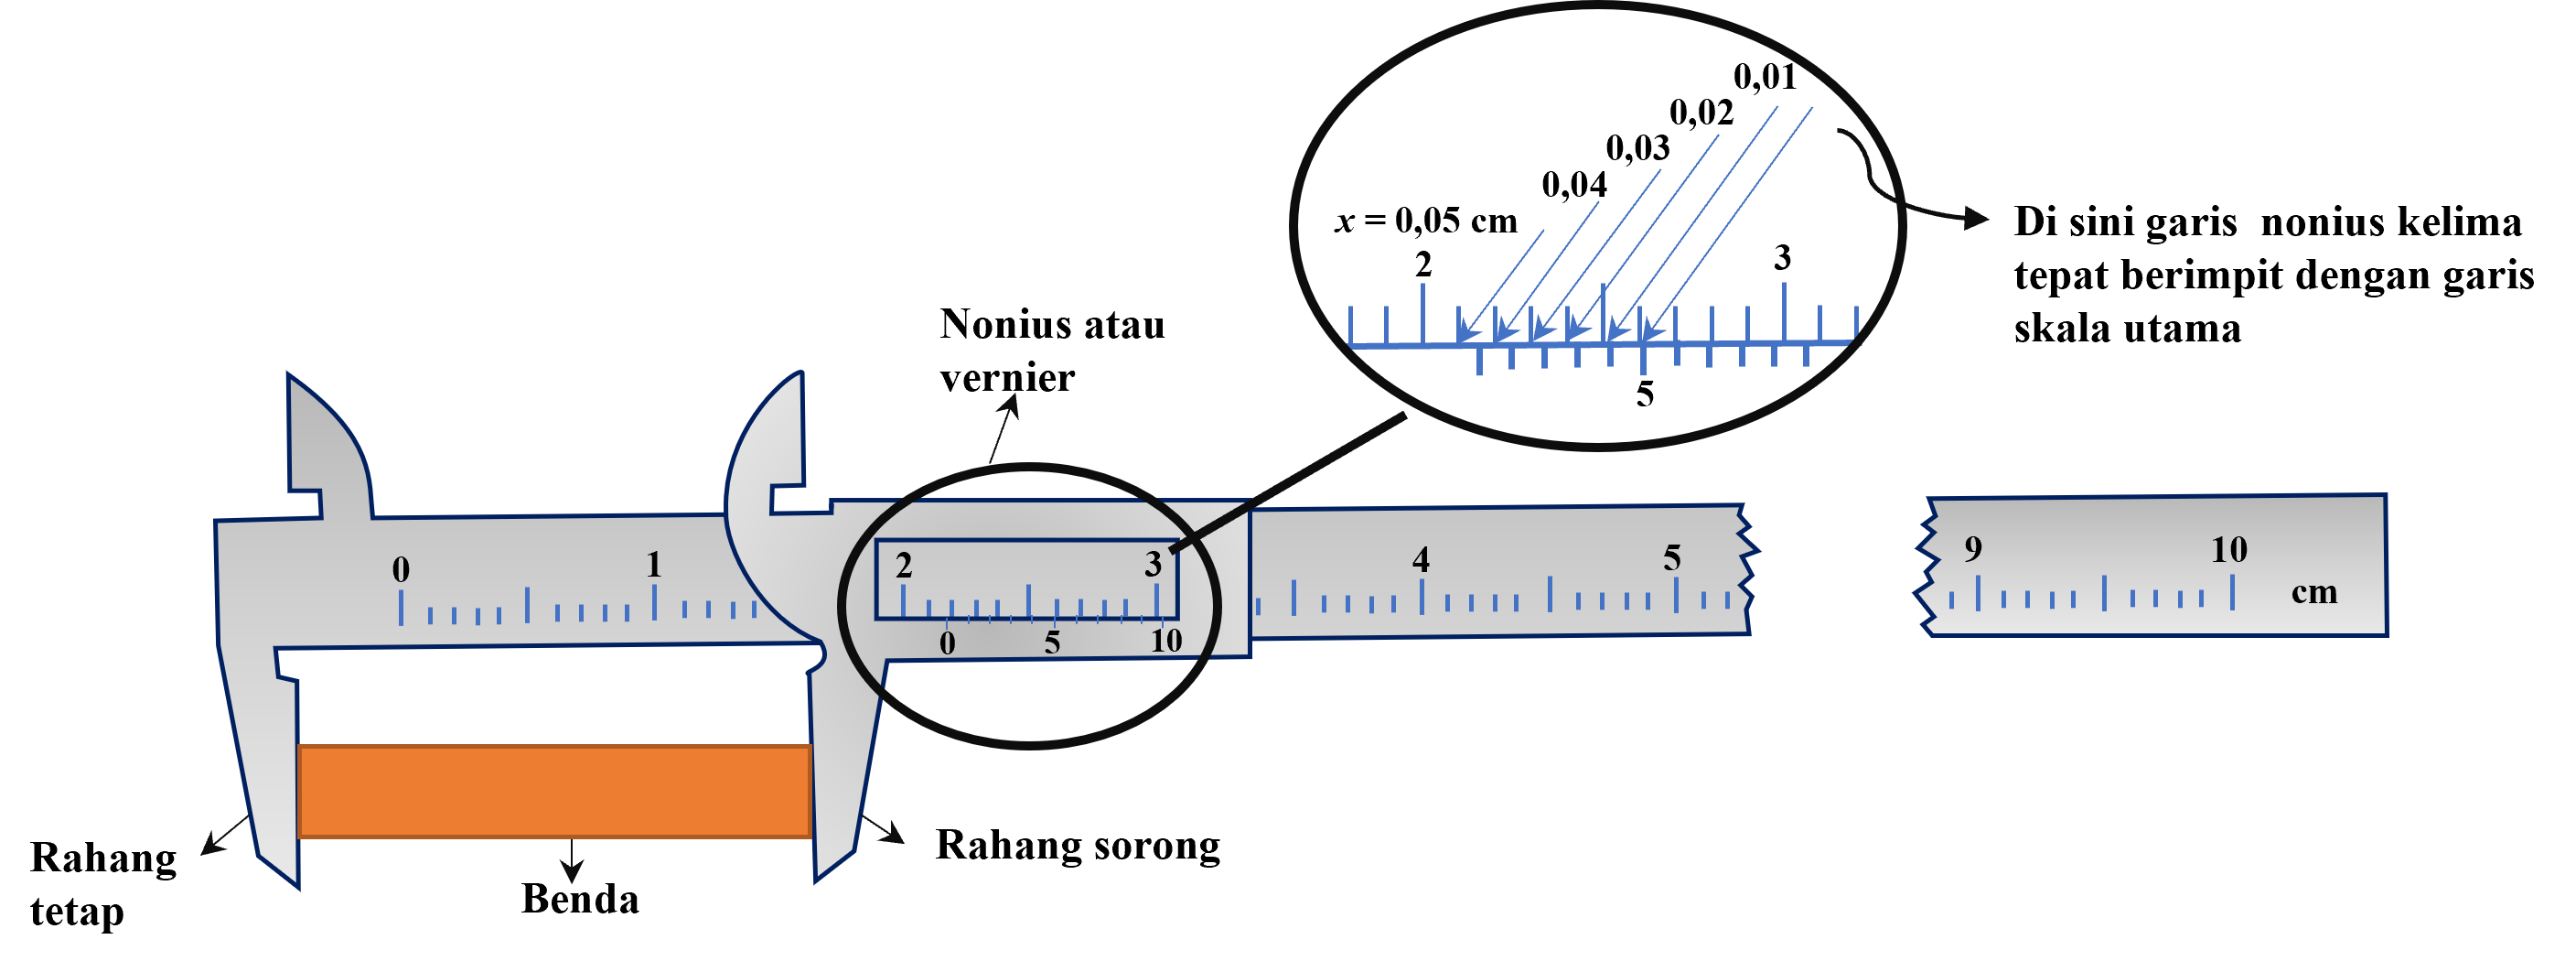 0,01
0,02
0,03
0,04
x = 0,05 cm
2
3
5
Di sini garis nonius kelima
tepat berimpit dengan garis
skala utama
Nonius atau
vernier
0
1
2
3
4
5
9
10
cm
0
5
10
Rahang
tetap
Benda
Rahang sorong